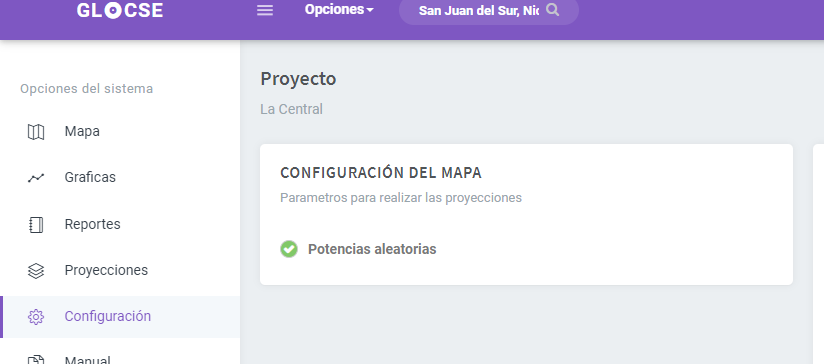 GLOCSE
Opciones
San Juan del Sur, Nic
Opciones del sistema
Mapa
Graficas
Reportes
Proyecciones
Configuración
Manual
Proyecto
La Central
CONFIGURACIÓN DEL MAPA
Parametros para realizar las proyecciones
Potencias aleatorias